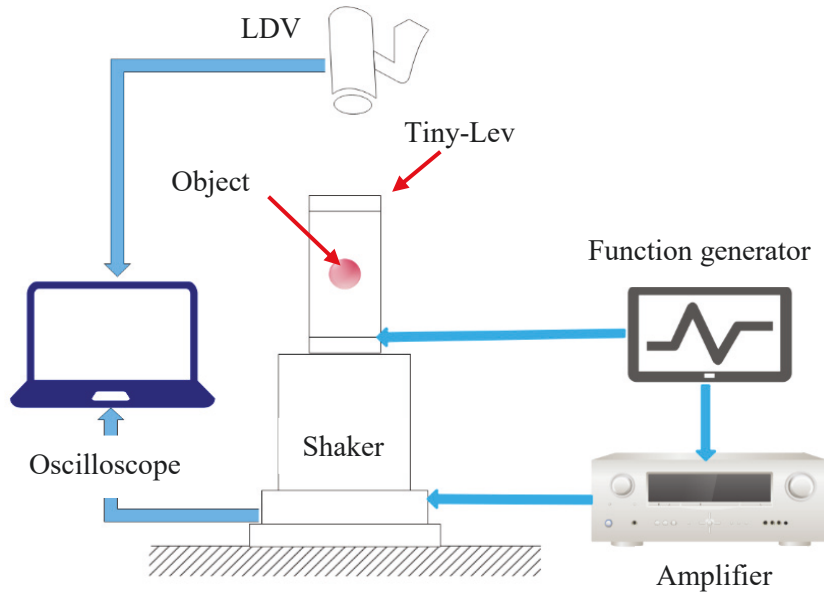 LDV
Tiny-Lev
Object
Function generator
Shaker
Oscilloscope
Amplifier